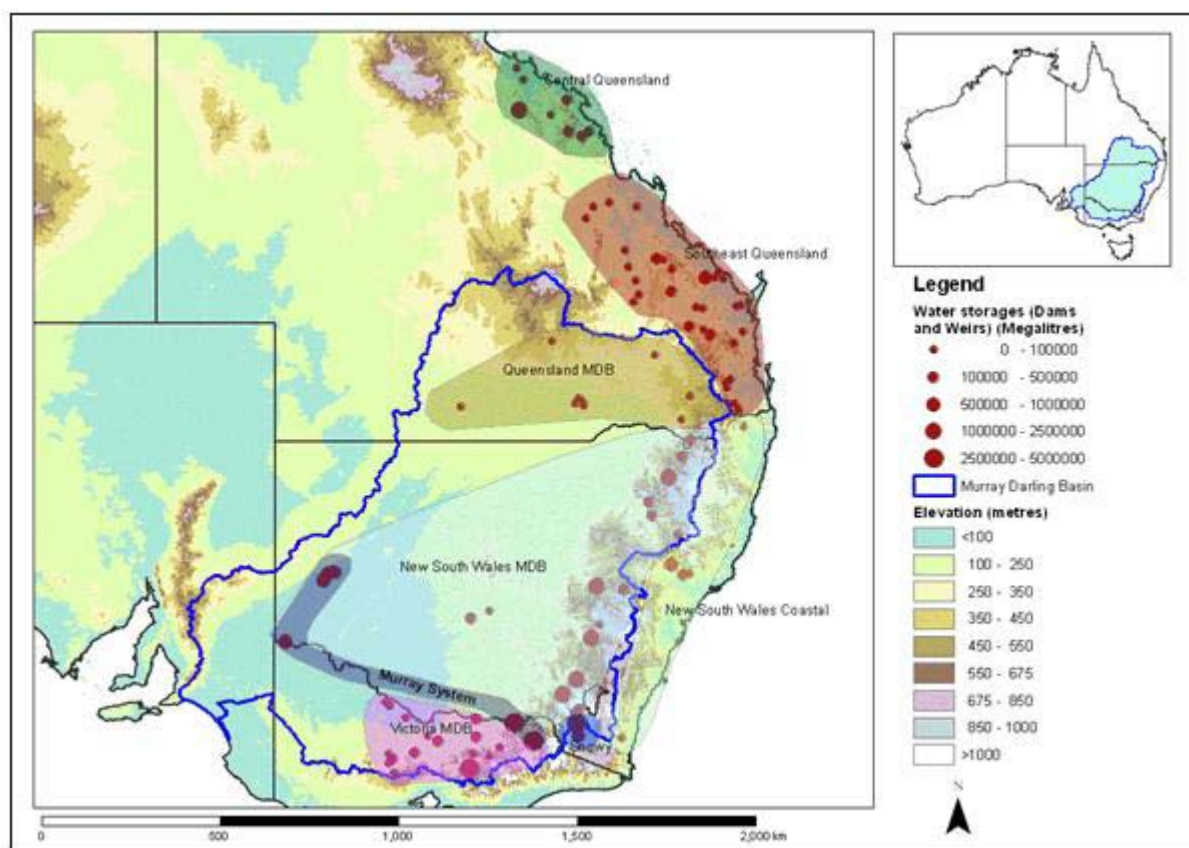 Central Queensland
Southeast Queensland
Queensland MDB
New South Wales MDB
New South Wales Coastal
Murray System
Victoria MDB
Snowy
0 500 1,000 1,500 2,000 km
Legend
Water storages (Dams
and Weirs) (Megalitres)
0 - 100000
100000 - 500000
500000 - 1000000
1000000 - 2500000
2500000 - 5000000
Murray Darling Basin
Elevation (metres)
<100
100 - 250
250 - 350
350 - 450
450 - 550
550 - 675
675 - 850
850 - 1000
>1000
N